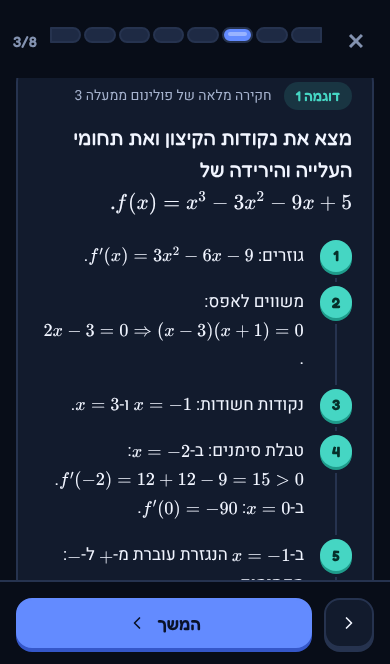 3/8
דוגמה 1 חקירה מלאה של פולינום ממעלה 3
מצא את נקודות הקיצון ואת תחומי
העלייה והירידה של
f(x) = x³ − 3x² − 9x + 5.
1 גוזרים: f′(x) = 3x² − 6x − 9.
2 משווים לאפס:
2x − 3 = 0 ⇒ (x − 3)(x + 1) = 0
.
3 נקודות חשודות: x = −1 ו-x = 3.
4 טבלת סימנים: ב-x = −2:
f′(−2) = 12 + 12 − 9 = 15 > 0.
ב-x = 0: f′(0) = −90.
5 ב-x = −1 הנגזרת עוברת מ-+ ל-−:
המשך